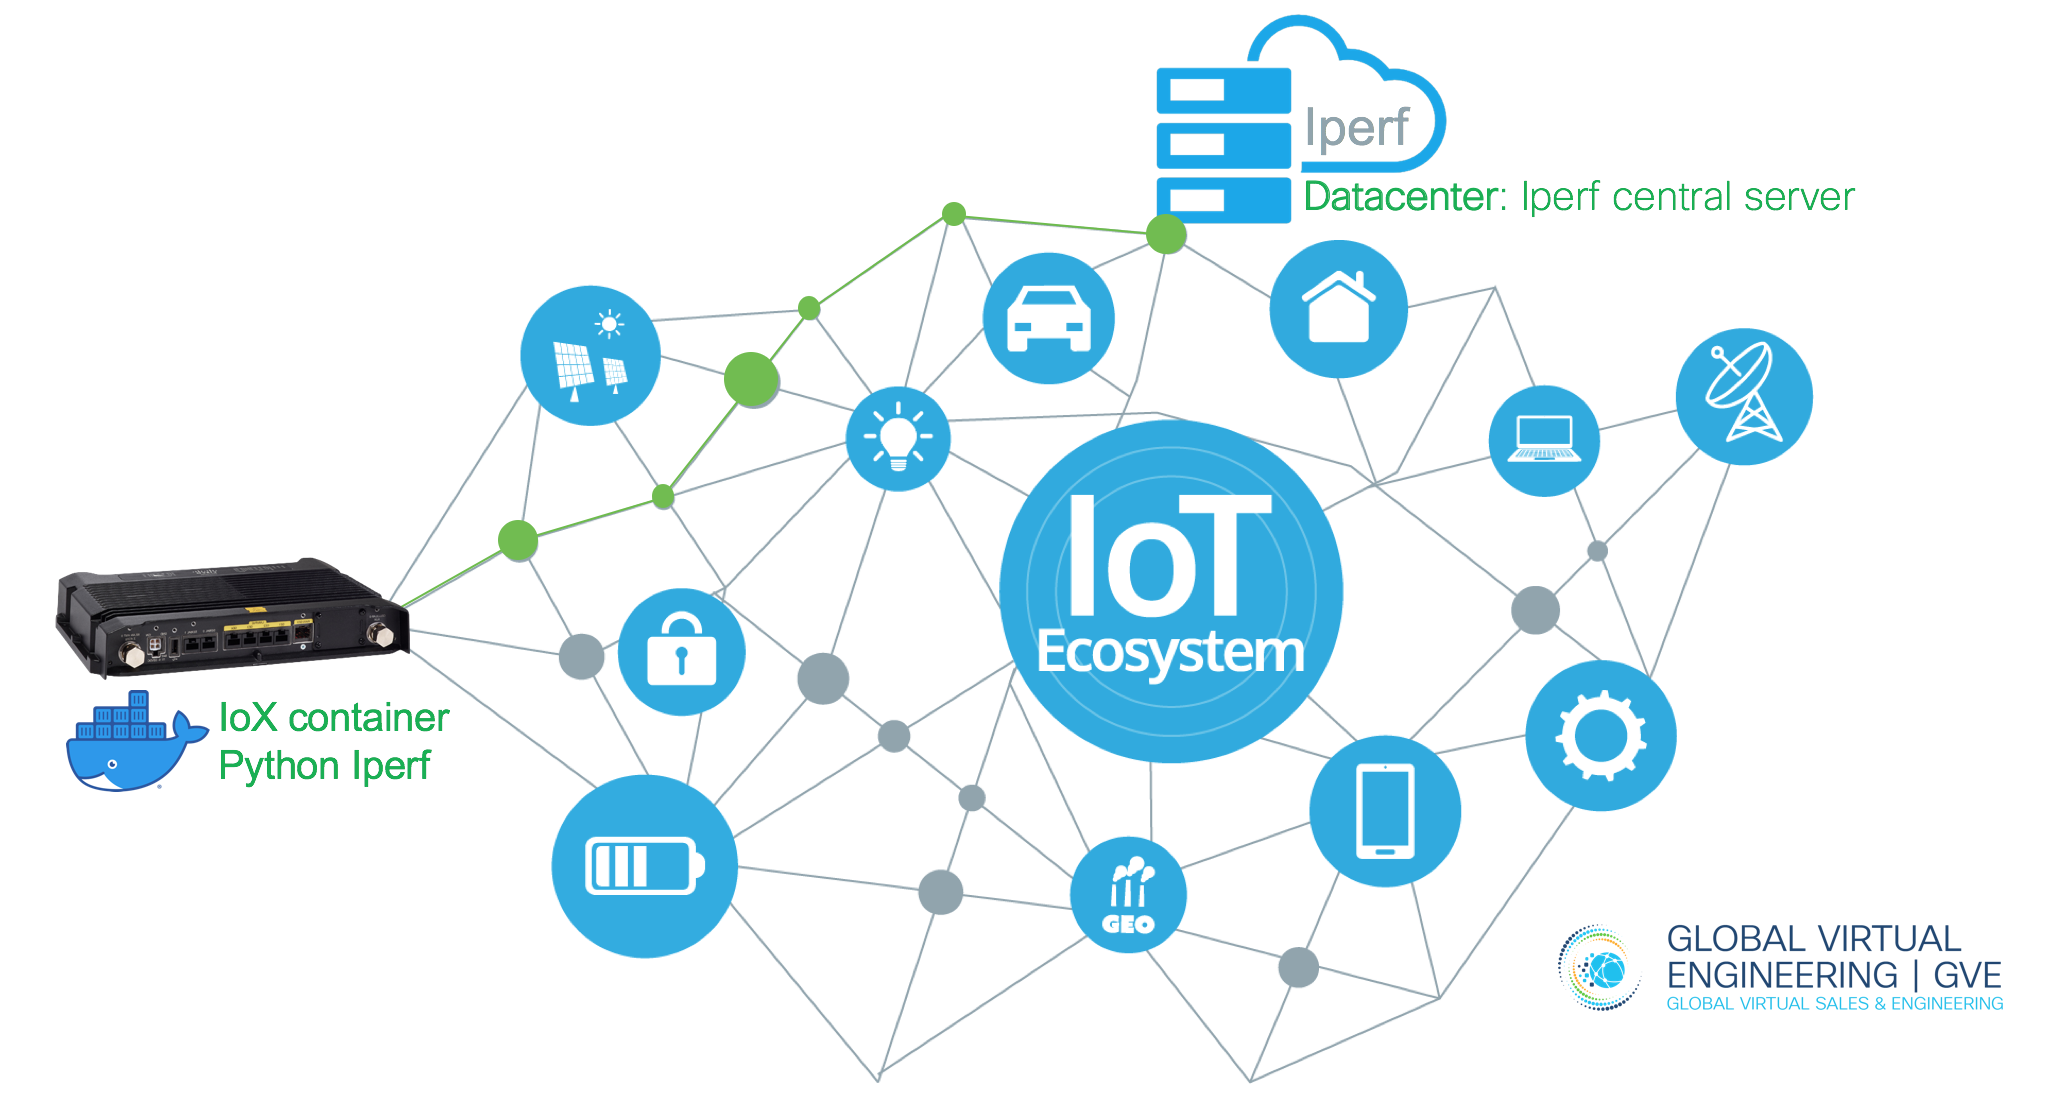 Iperf
Datacenter: Iperf central server
IoT
Ecosystem
IoX container
Python Iperf
GEO
GLOBAL VIRTUAL
ENGINEERING | GVE
GLOBAL VIRTUAL SALES & ENGINEERING